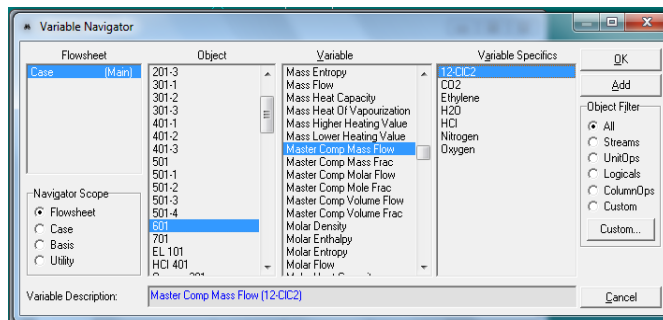 Variable Navigator
Flowsheet
Case (Main)
Navigator Scope
Flowsheet
Case
Basis
Utility
Object
201-3
301-1
301-2
301-3
401-1
401-2
401-3
501
501-1
501-2
501-3
501-4
601
701
EL 101
HCl 401
Variable
Mass Entropy
Mass Flow
Mass Heat Capacity
Mass Heat Of Vapourization
Mass Higher Heating Value
Mass Lower Heating Value
Master Comp Mass Flow
Master Comp Mass Frac
Master Comp Molar Flow
Master Comp Mole Frac
Master Comp Volume Flow
Master Comp Volume Frac
Molar Density
Molar Enthalpy
Molar Entropy
Molar Flow
Variable Specifics
12-ClC2
CO2
Ethylene
H2O
HCl
Nitrogen
Oxygen
OK
Add
Object Filter
All
Streams
UnitOps
Logicals
ColumnOps
Custom
Custom...
Variable Description:
Master Comp Mass Flow (12-ClC2)
Cancel